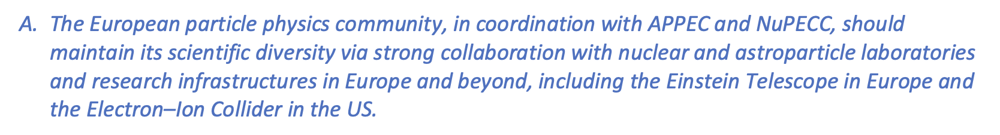 A. The European particle physics community, in coordination with APPEC and NuPECC, should
maintain its scientific diversity via strong collaboration with nuclear and astroparticle laboratories
and research infrastructures in Europe and beyond, including the Einstein Telescope in Europe and
the Electron–Ion Collider in the US.